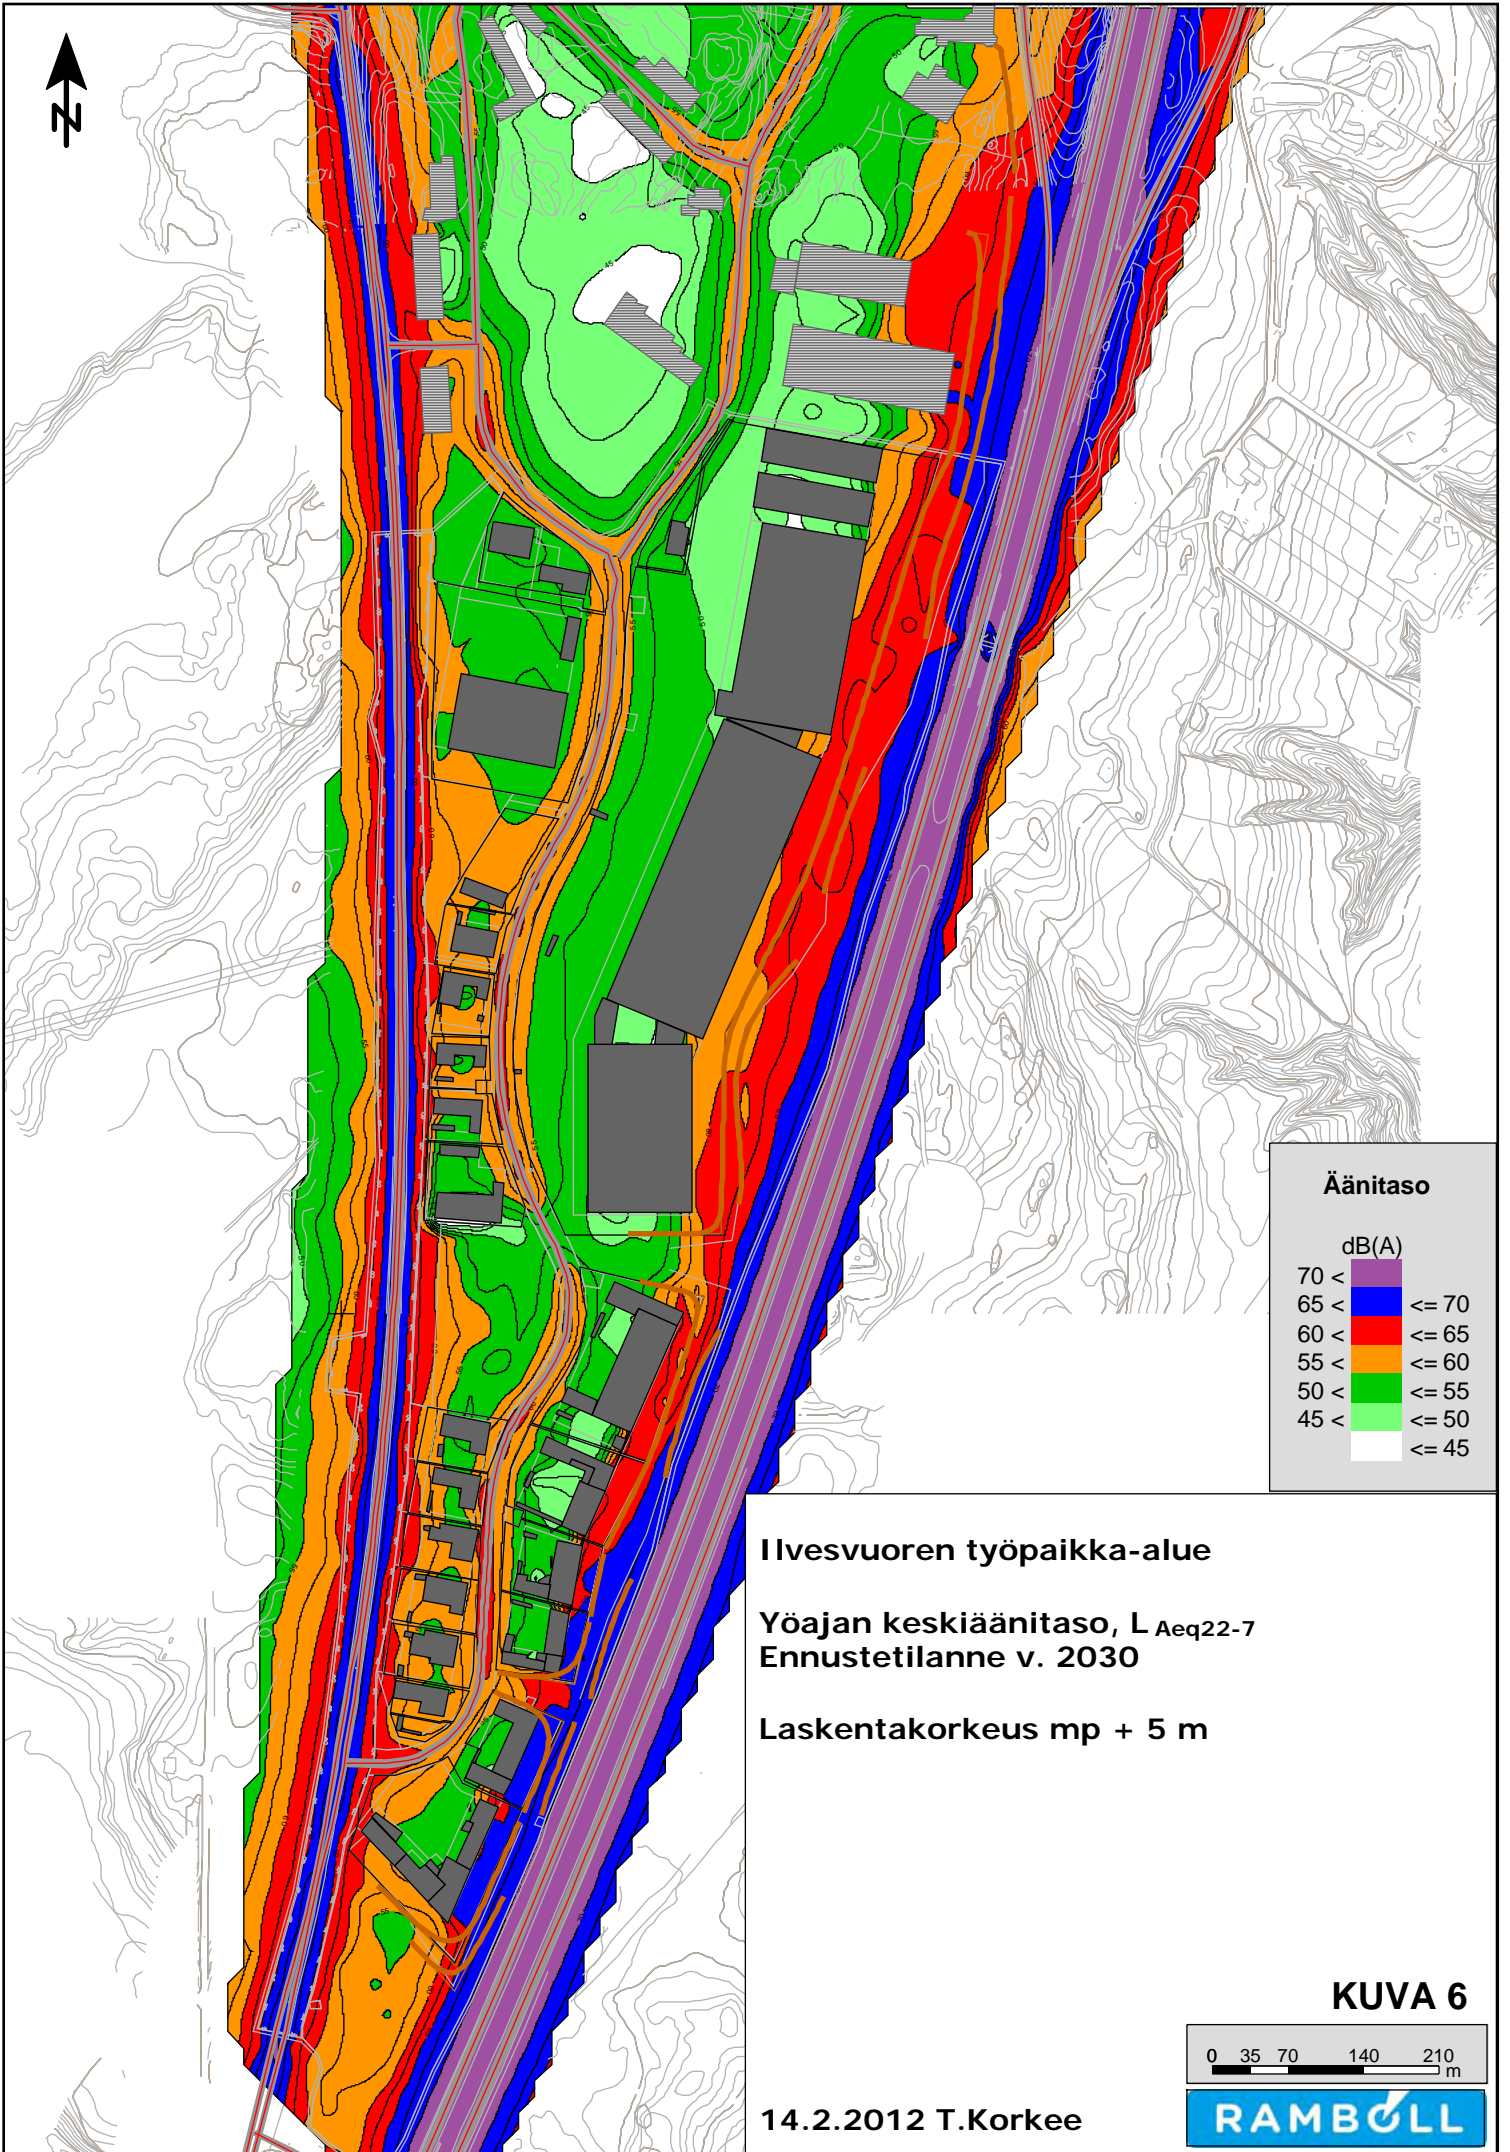 N
Äänitaso
dB(A)
70 <
65 < <= 70
60 < <= 65
55 < <= 60
50 < <= 55
45 < <= 50
<= 45
Ilvesvuoren työpaikka-alue
Yöajan keskiäänitaso, L Aeq22-7
Ennustetilanne v. 2030
Laskentakorkeus mp + 5 m
KUVA 6
0 35 70 140 210
m
14.2.2012 T.Korkee
RAMBOLL